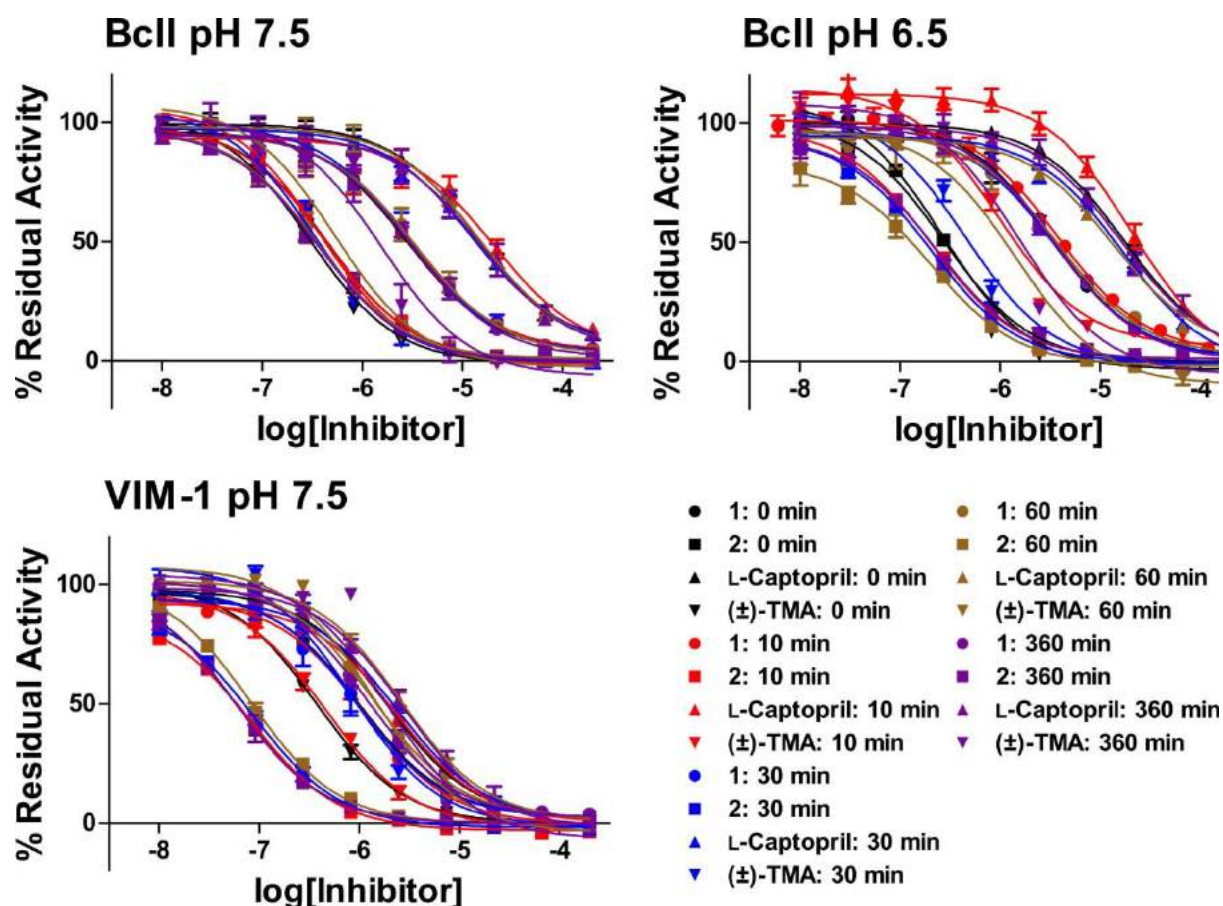 BcII pH 7.5
% Residual Activity
100
50
0
-8 -7 -6 -5 -4
log[Inhibitor]
BcII pH 6.5
% Residual Activity
100
50
0
-8 -7 -6 -5 -4
log[Inhibitor]
VIM-1 pH 7.5
% Residual Activity
100
50
0
-8 -7 -6 -5 -4
log[Inhibitor]
1: 0 min
2: 0 min
L-Captopril: 0 min
(±)-TMA: 0 min
1: 10 min
2: 10 min
L-Captopril: 10 min
(±)-TMA: 10 min
1: 30 min
2: 30 min
L-Captopril: 30 min
(±)-TMA: 30 min
1: 60 min
2: 60 min
L-Captopril: 60 min
(±)-TMA: 60 min
1: 360 min
2: 360 min
L-Captopril: 360 min
(±)-TMA: 360 min